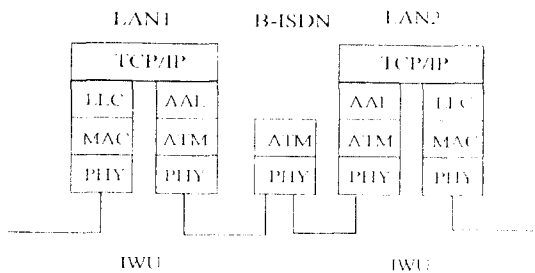 LAN1 B-ISDN LAN2
TCP/IP TCP/IP
LLC AAL AAL LLC
MAC ATM ATM ATM MAC
PHY PHY PHY PHY PHY
IWU IWU